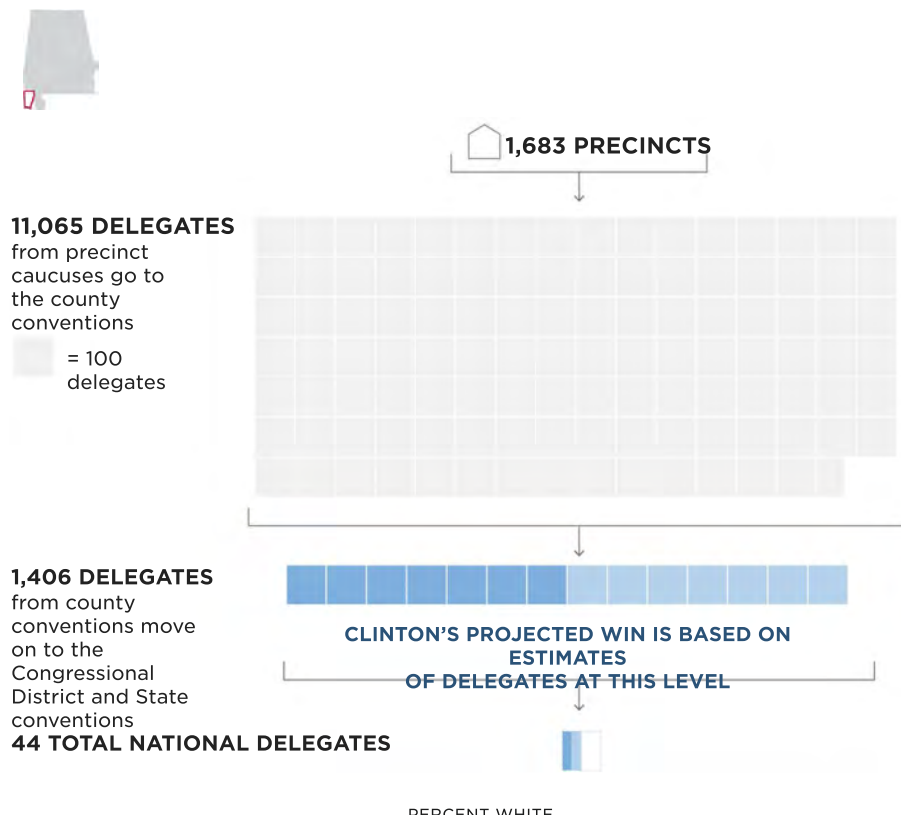 1,683 PRECINCTS
11,065 DELEGATES
from precinct
caucuses go to
the county
conventions
= 100
delegates
1,406 DELEGATES
from county
conventions move
on to the
Congressional
District and State
conventions
CLINTON'S PROJECTED WIN IS BASED ON
ESTIMATES
OF DELEGATES AT THIS LEVEL
44 TOTAL NATIONAL DELEGATES
PERCENT WHITE